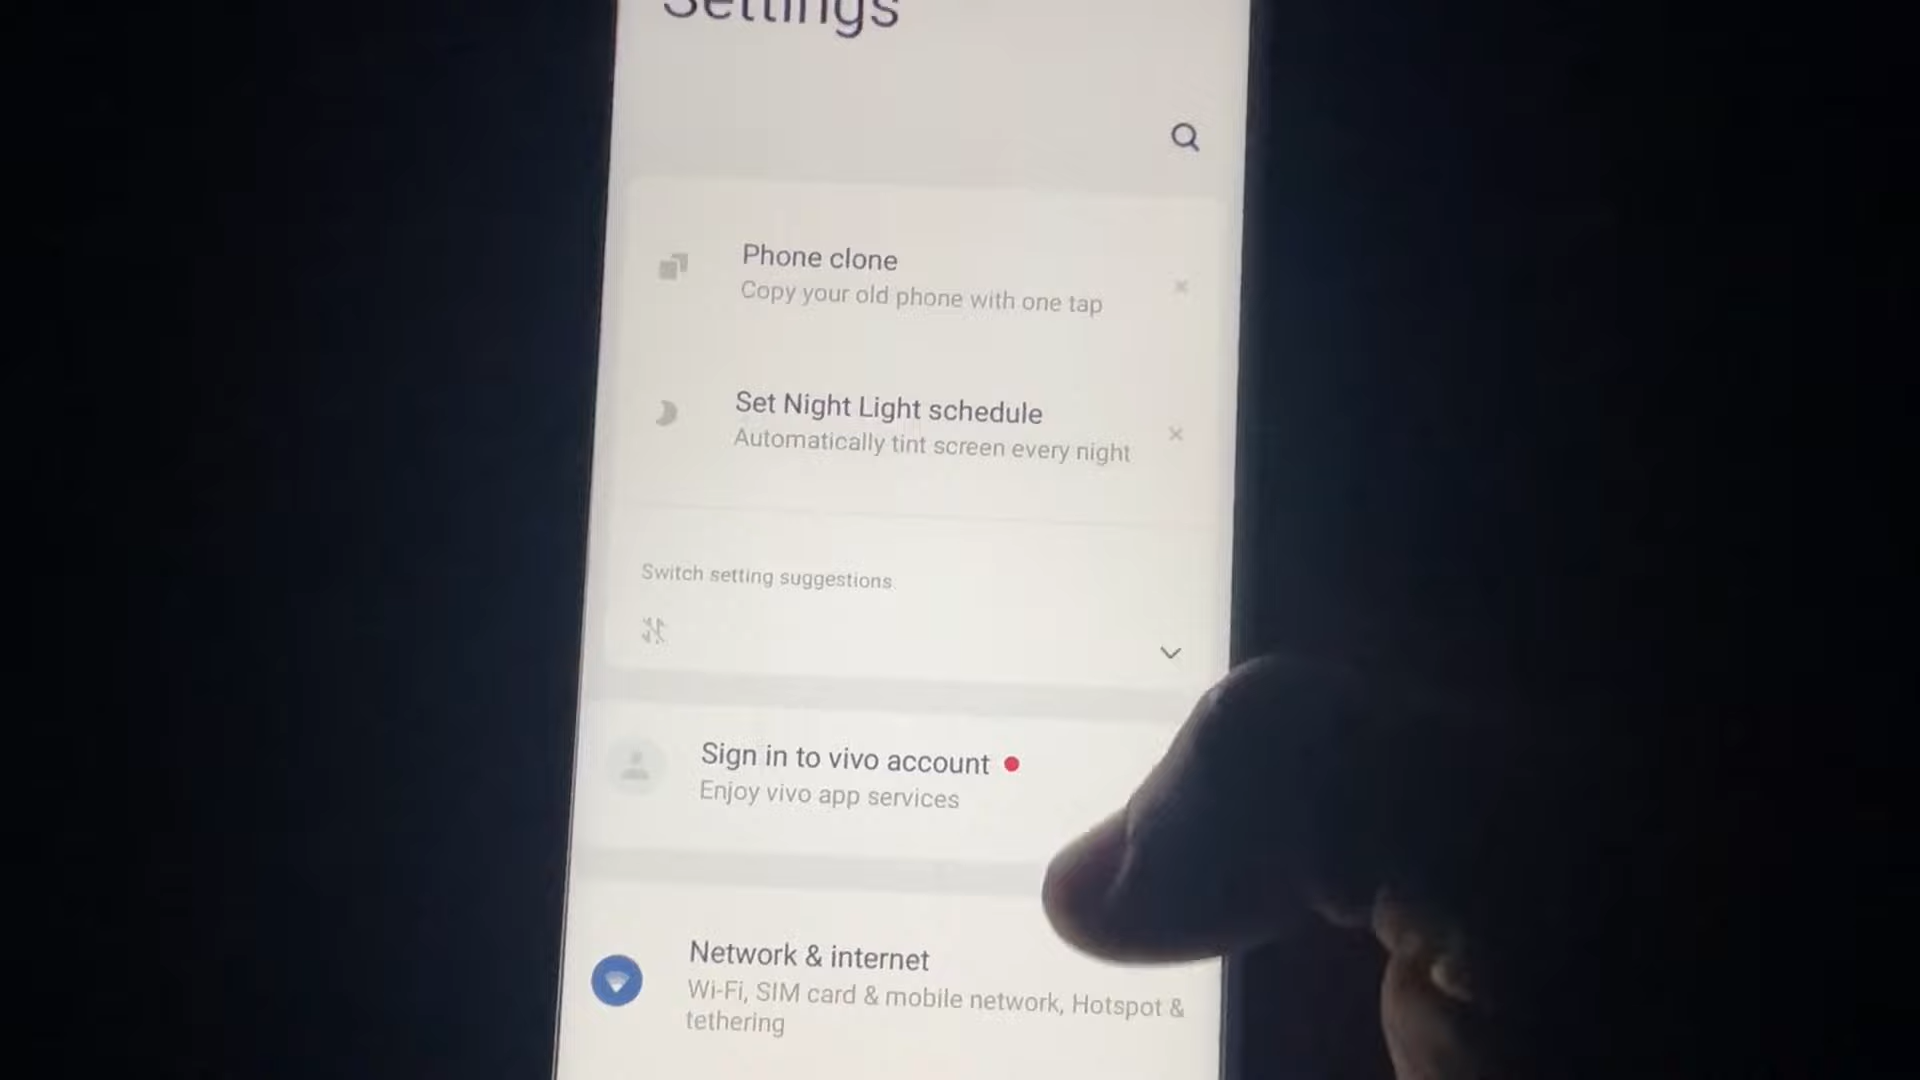 Settings
Phone clone
Copy your old phone with one tap
Set Night Light schedule
Automatically tint screen every night
Switch setting suggestions
Sign in to vivo account
Enjoy vivo app services
Network & internet
Wi-Fi, SIM card & mobile network, Hotspot &
tethering